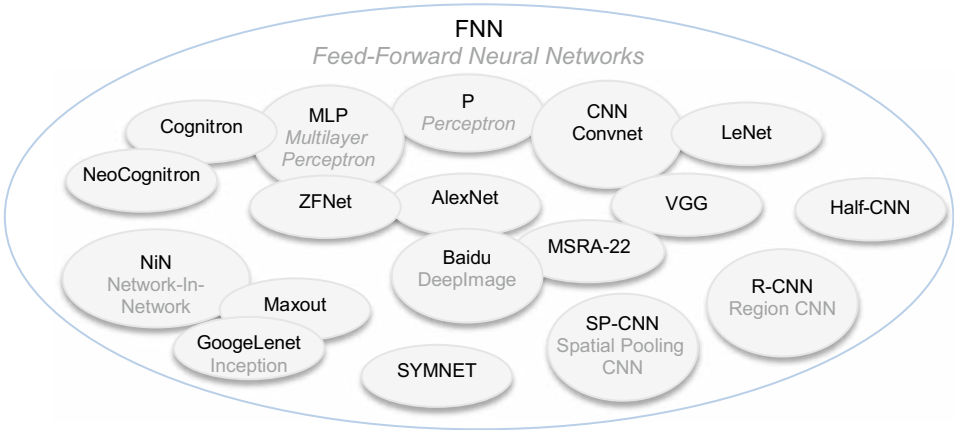 FNN
Feed-Forward Neural Networks
Cognitron
MLP
Multilayer
Perceptron
P
Perceptron
CNN
Convnet
LeNet
NeoCognitron
ZFNet
AlexNet
VGG
Half-CNN
NiN
Network-In-
Network
Maxout
GoogeLenet
Inception
Baidu
DeepImage
MSRA-22
R-CNN
Region CNN
SP-CNN
Spatial Pooling
CNN
SYMNET